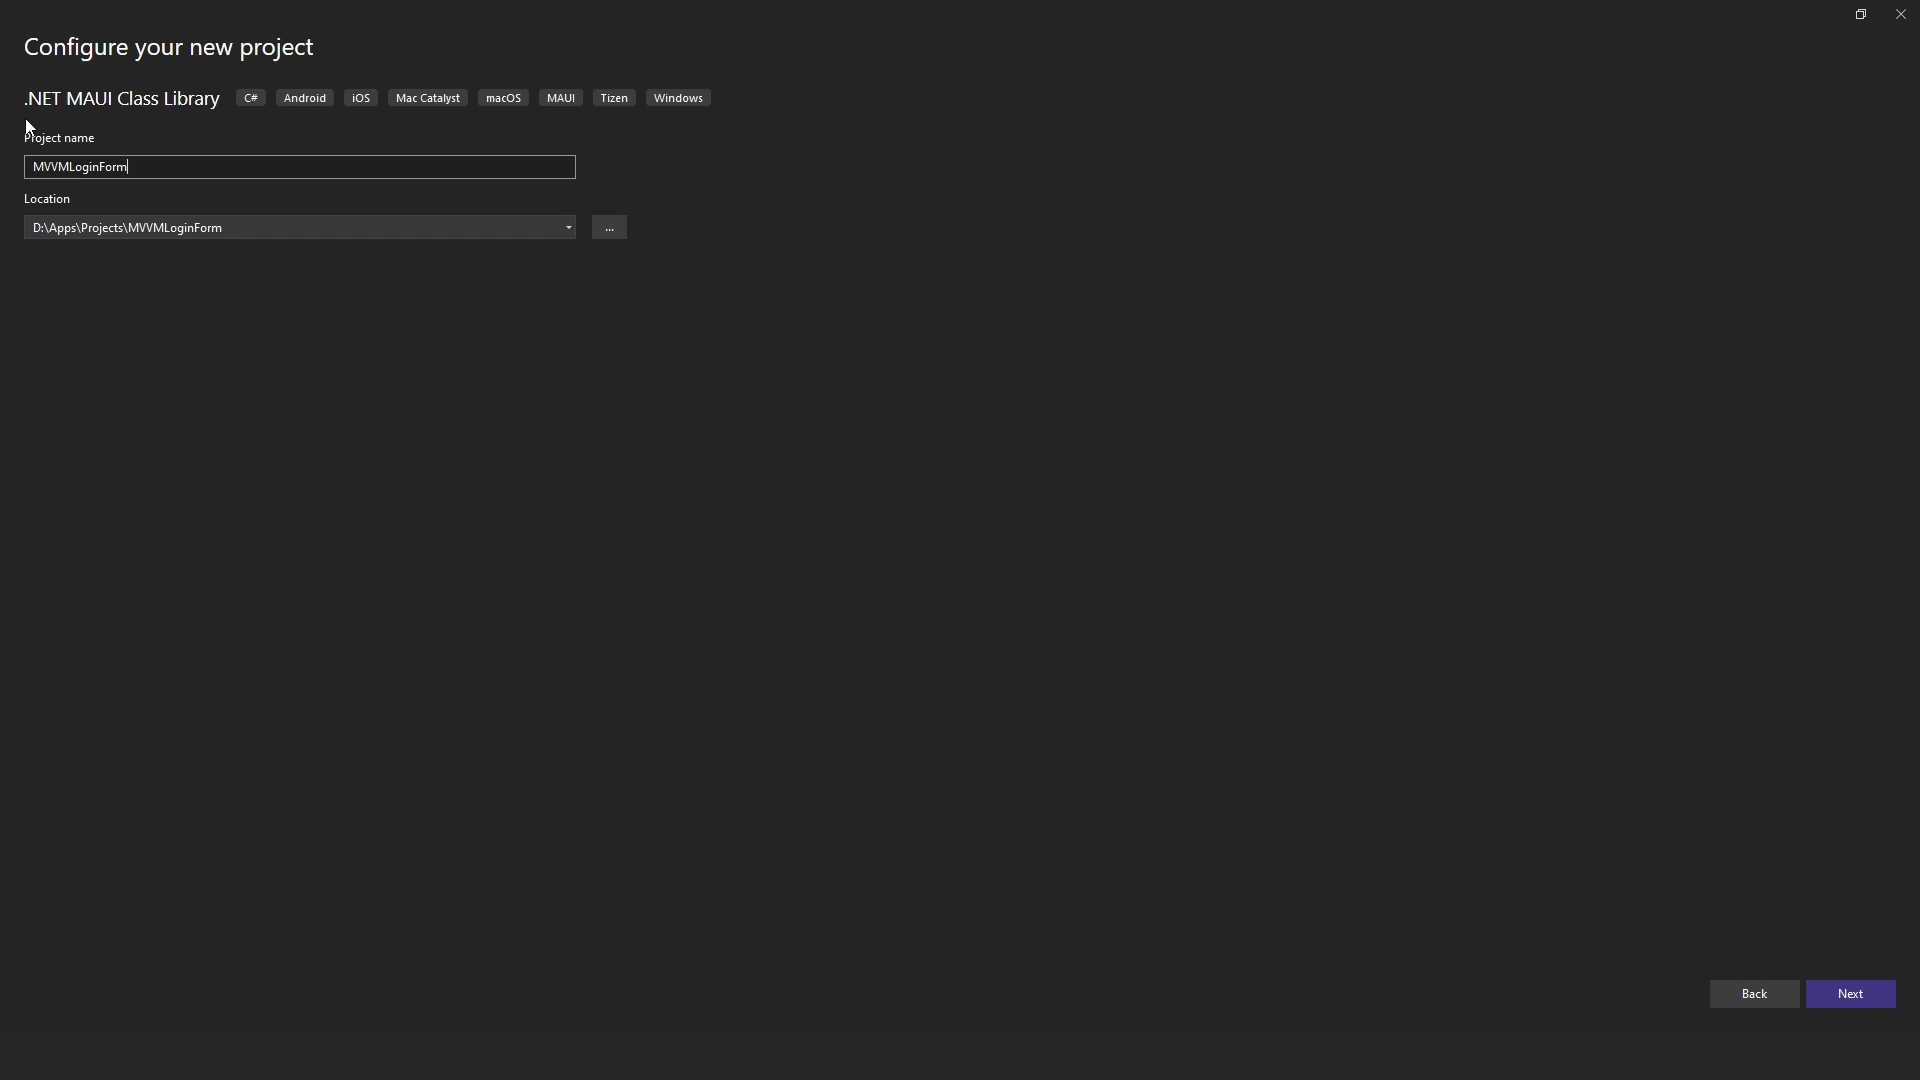 Configure your new project
.NET MAUI Class Library C# Android iOS Mac Catalyst macOS MAUI Tizen Windows
Project name
MVVMLoginForm
Location
D:\Apps\Projects\MVVMLoginForm ...
Back Next